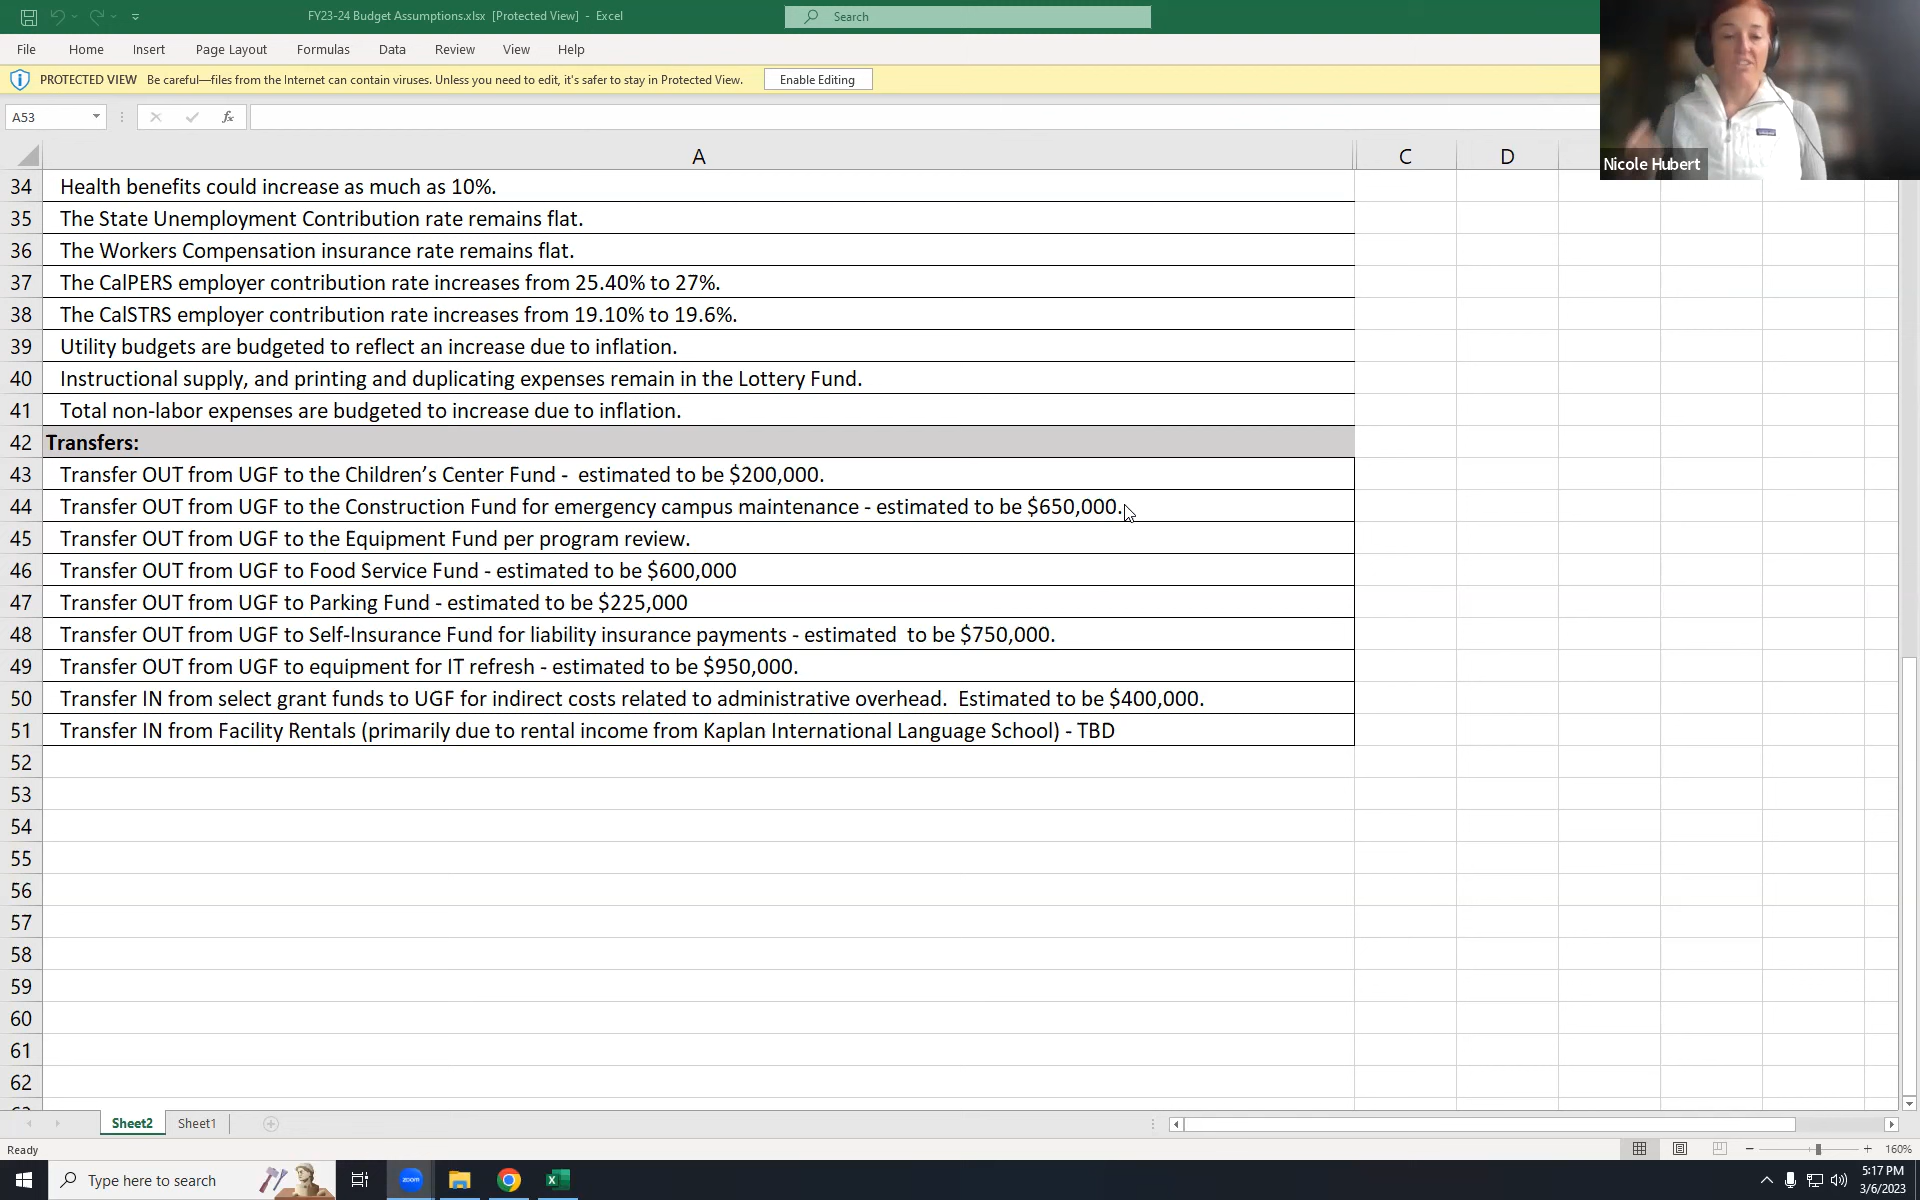 FY23-24 Budget Assumptions.xlsx [Protected View] - Excel
Search
File Home Insert Page Layout Formulas Data Review View Help
PROTECTED VIEW Be careful—files from the Internet can contain viruses. Unless you need to edit, it's safer to stay in Protected View. Enable Editing
A53 fx
Nicole Hubert
A C D
34 Health benefits could increase as much as 10%.
35 The State Unemployment Contribution rate remains flat.
36 The Workers Compensation insurance rate remains flat.
37 The CalPERS employer contribution rate increases from 25.40% to 27%.
38 The CalSTRS employer contribution rate increases from 19.10% to 19.6%.
39 Utility budgets are budgeted to reflect an increase due to inflation.
40 Instructional supply, and printing and duplicating expenses remain in the Lottery Fund.
41 Total non-labor expenses are budgeted to increase due to inflation.
42 Transfers:
43 Transfer OUT from UGF to the Children's Center Fund - estimated to be $200,000.
44 Transfer OUT from UGF to the Construction Fund for emergency campus maintenance - estimated to be $650,000.
45 Transfer OUT from UGF to the Equipment Fund per program review.
46 Transfer OUT from UGF to Food Service Fund - estimated to be $600,000
47 Transfer OUT from UGF to Parking Fund - estimated to be $225,000
48 Transfer OUT from UGF to Self-Insurance Fund for liability insurance payments - estimated to be $750,000.
49 Transfer OUT from UGF to equipment for IT refresh - estimated to be $950,000.
50 Transfer IN from select grant funds to UGF for indirect costs related to administrative overhead. Estimated to be $400,000.
51 Transfer IN from Facility Rentals (primarily due to rental income from Kaplan International Language School) - TBD
52
53
54
55
56
57
58
59
60
61
62
Sheet2 Sheet1
Ready 160%
Type here to search zoom 5:17 PM
3/6/2023